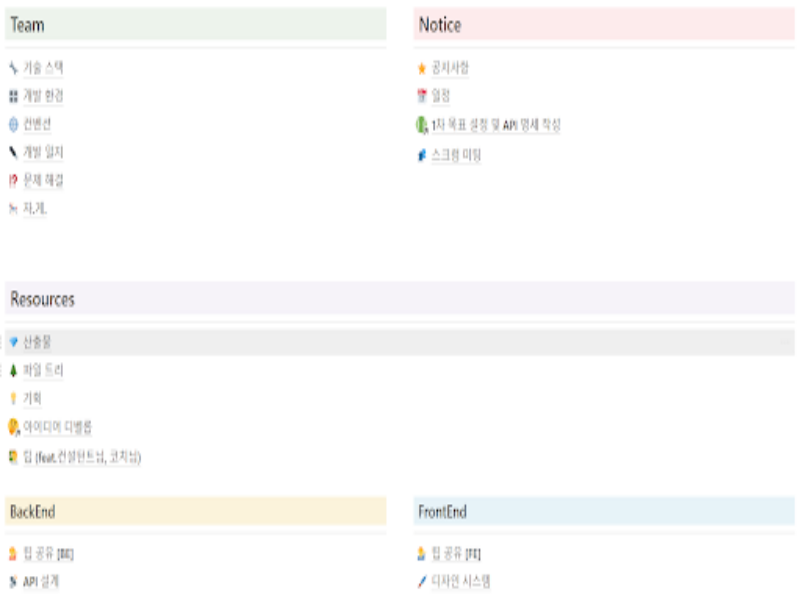 Team
기술 스택
개발 환경
컨벤션
개발 일지
문제 해결
자.계.
Notice
공지사항
일정
1차 목표 설정 및 API 명세 작성
스크럼 미팅
Resources
산출물
파일 트리
기획
아이디어 디벨롭
팁 (feat.컨설턴트님, 코치님)
BackEnd
팁 공유 [BE]
API 설계
FrontEnd
팁 공유 [FE]
디자인 시스템